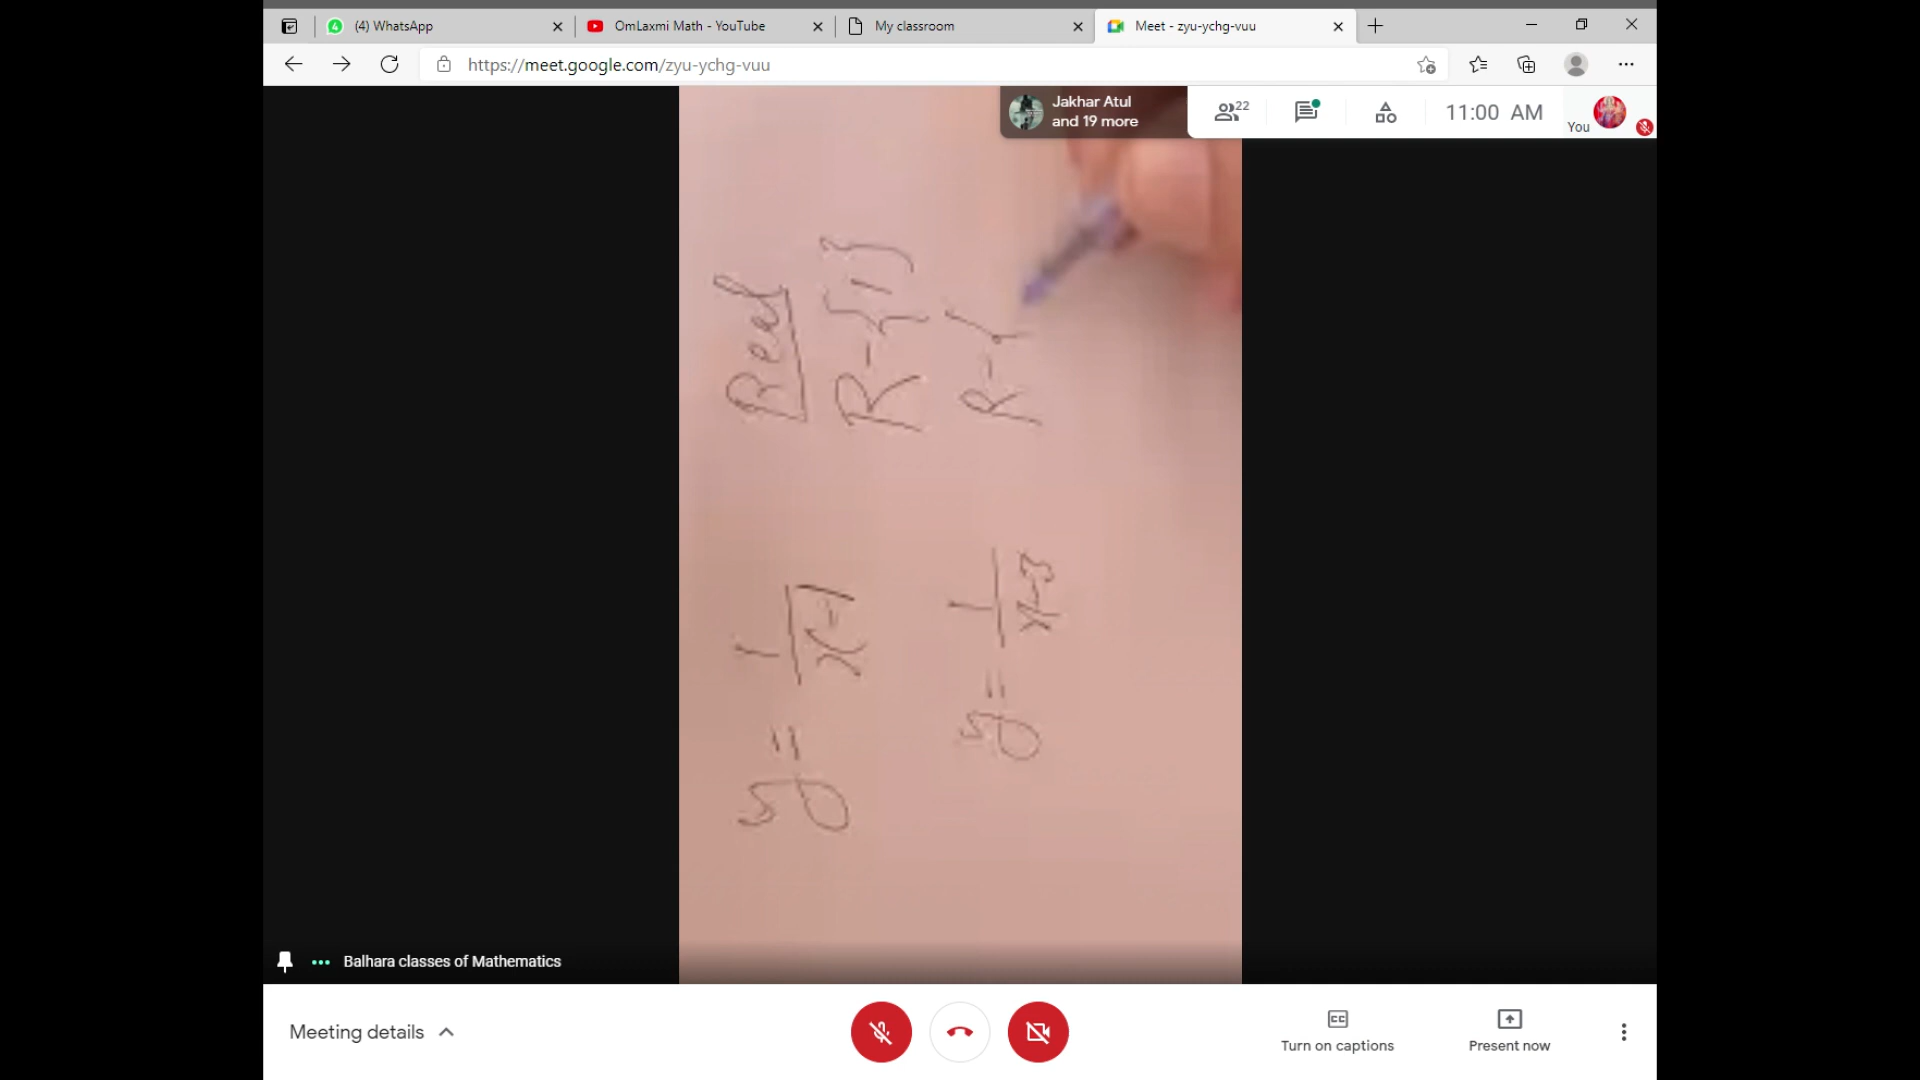 (4) WhatsApp
OmLaxmi Math - YouTube
My classroom
Meet - zyu-ychg-vuu
https://meet.google.com/zyu-ychg-vuu
Jakhar Atul
and 19 more
22
11:00 AM
You
Real
y = 1/(x-1) R-{1}
y = 1/(x-3) R-{
Balhara classes of Mathematics
Meeting details
Turn on captions
Present now